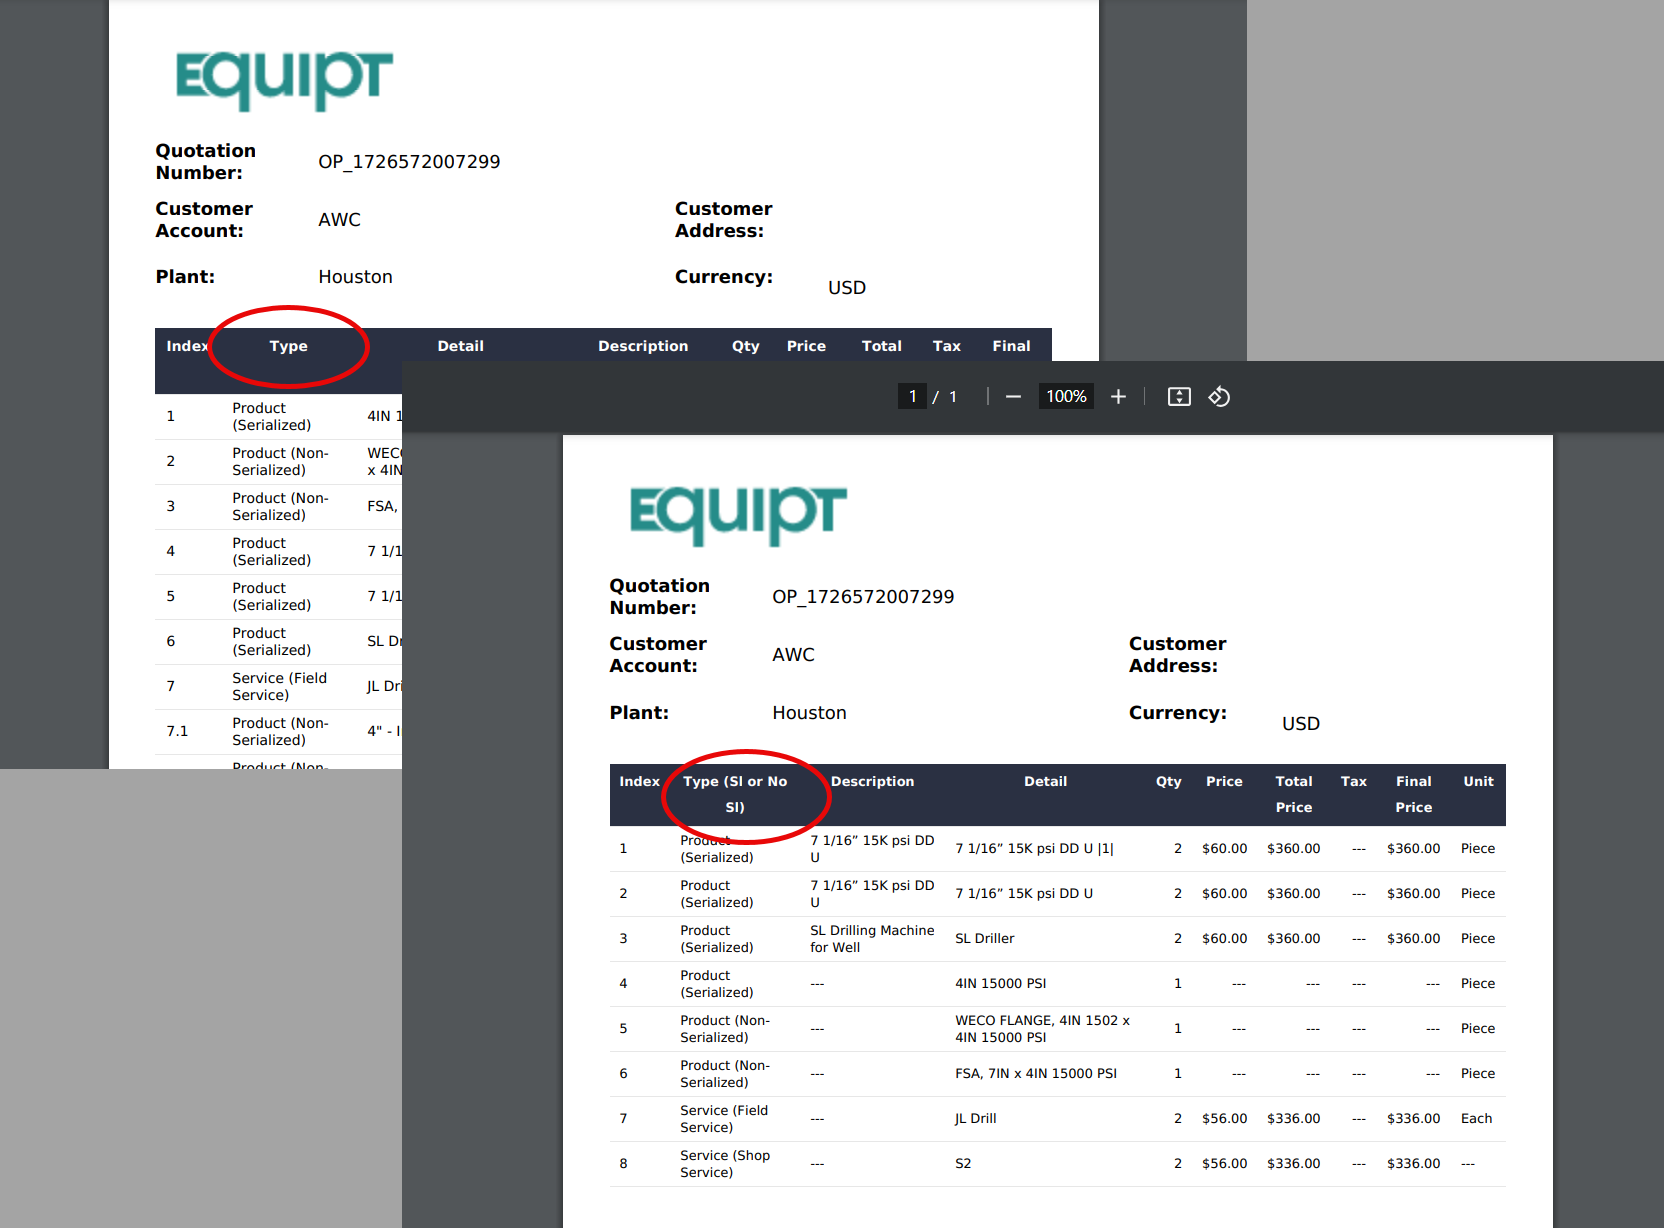 EQUIPT
Quotation
Number:
OP_1726572007299
Customer
Account:
AWC
Customer
Address:
Plant:
Houston
Currency:
USD
Index Type Detail Description Qty Price Total Tax Final
1 Product (Serialized) 4IN 1
2 Product (Non-Serialized) x 4IN
3 Product (Non-Serialized) FSA,
4 Product (Serialized) 7 1/1
5 Product (Serialized) 7 1/1
6 Product (Serialized) SL
7 Service (Field Service) JL
7.1 Product (Non-Serialized) 4" -
Product (Non-
1 / 1 — 100% +
EQUIPT
Quotation
Number:
OP_1726572007299
Customer
Account:
AWC
Customer
Address:
Plant:
Houston
Currency:
USD
Index Type (Sl or No Sl) Description Detail Qty Price Total Price Tax Final Price Unit
1 Product (Serialized) 7 1/16” 15K psi DD U 7 1/16” 15K psi DD U |1| 2 $60.00 $360.00 --- $360.00 Piece
2 Product (Serialized) 7 1/16” 15K psi DD U 7 1/16” 15K psi DD U 2 $60.00 $360.00 --- $360.00 Piece
3 Product (Serialized) SL Drilling Machine for Well SL Driller 2 $60.00 $360.00 --- $360.00 Piece
4 Product (Serialized) --- 4IN 15000 PSI 1 --- --- --- --- Piece
5 Product (Non-Serialized) --- WECO FLANGE, 4IN 1502 x 4IN 15000 PSI 1 --- --- --- --- Piece
6 Product (Non-Serialized) --- FSA, 7IN x 4IN 15000 PSI 1 --- --- --- --- Piece
7 Service (Field Service) --- JL Drill 2 $56.00 $336.00 --- $336.00 Each
8 Service (Shop Service) --- S2 2 $56.00 $336.00 --- $336.00 ---